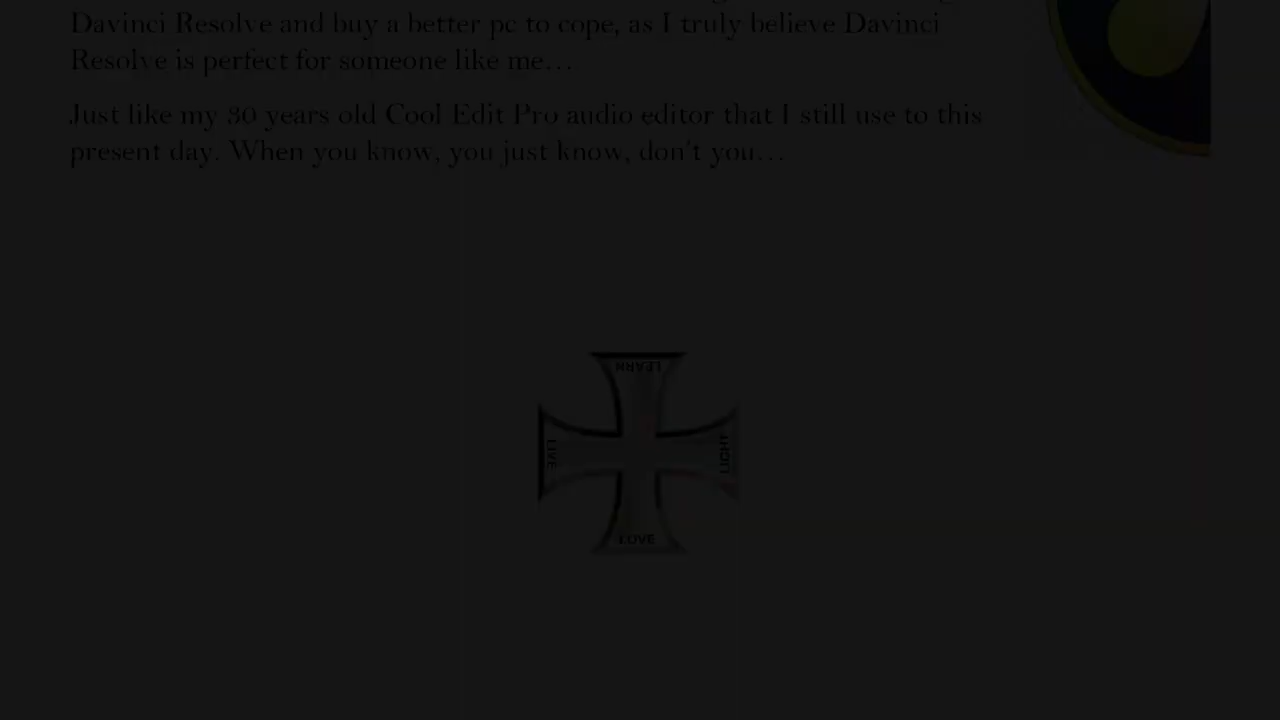 Davinci Resolve and buy a better pc to cope, as I truly believe Davinci
Resolve is perfect for someone like me...
Just like my 30 years old Cool Edit Pro audio editor that I still use to this
present day. When you know, you just know, don't you...
LEARN
LIVE
LIGHT
LOVE